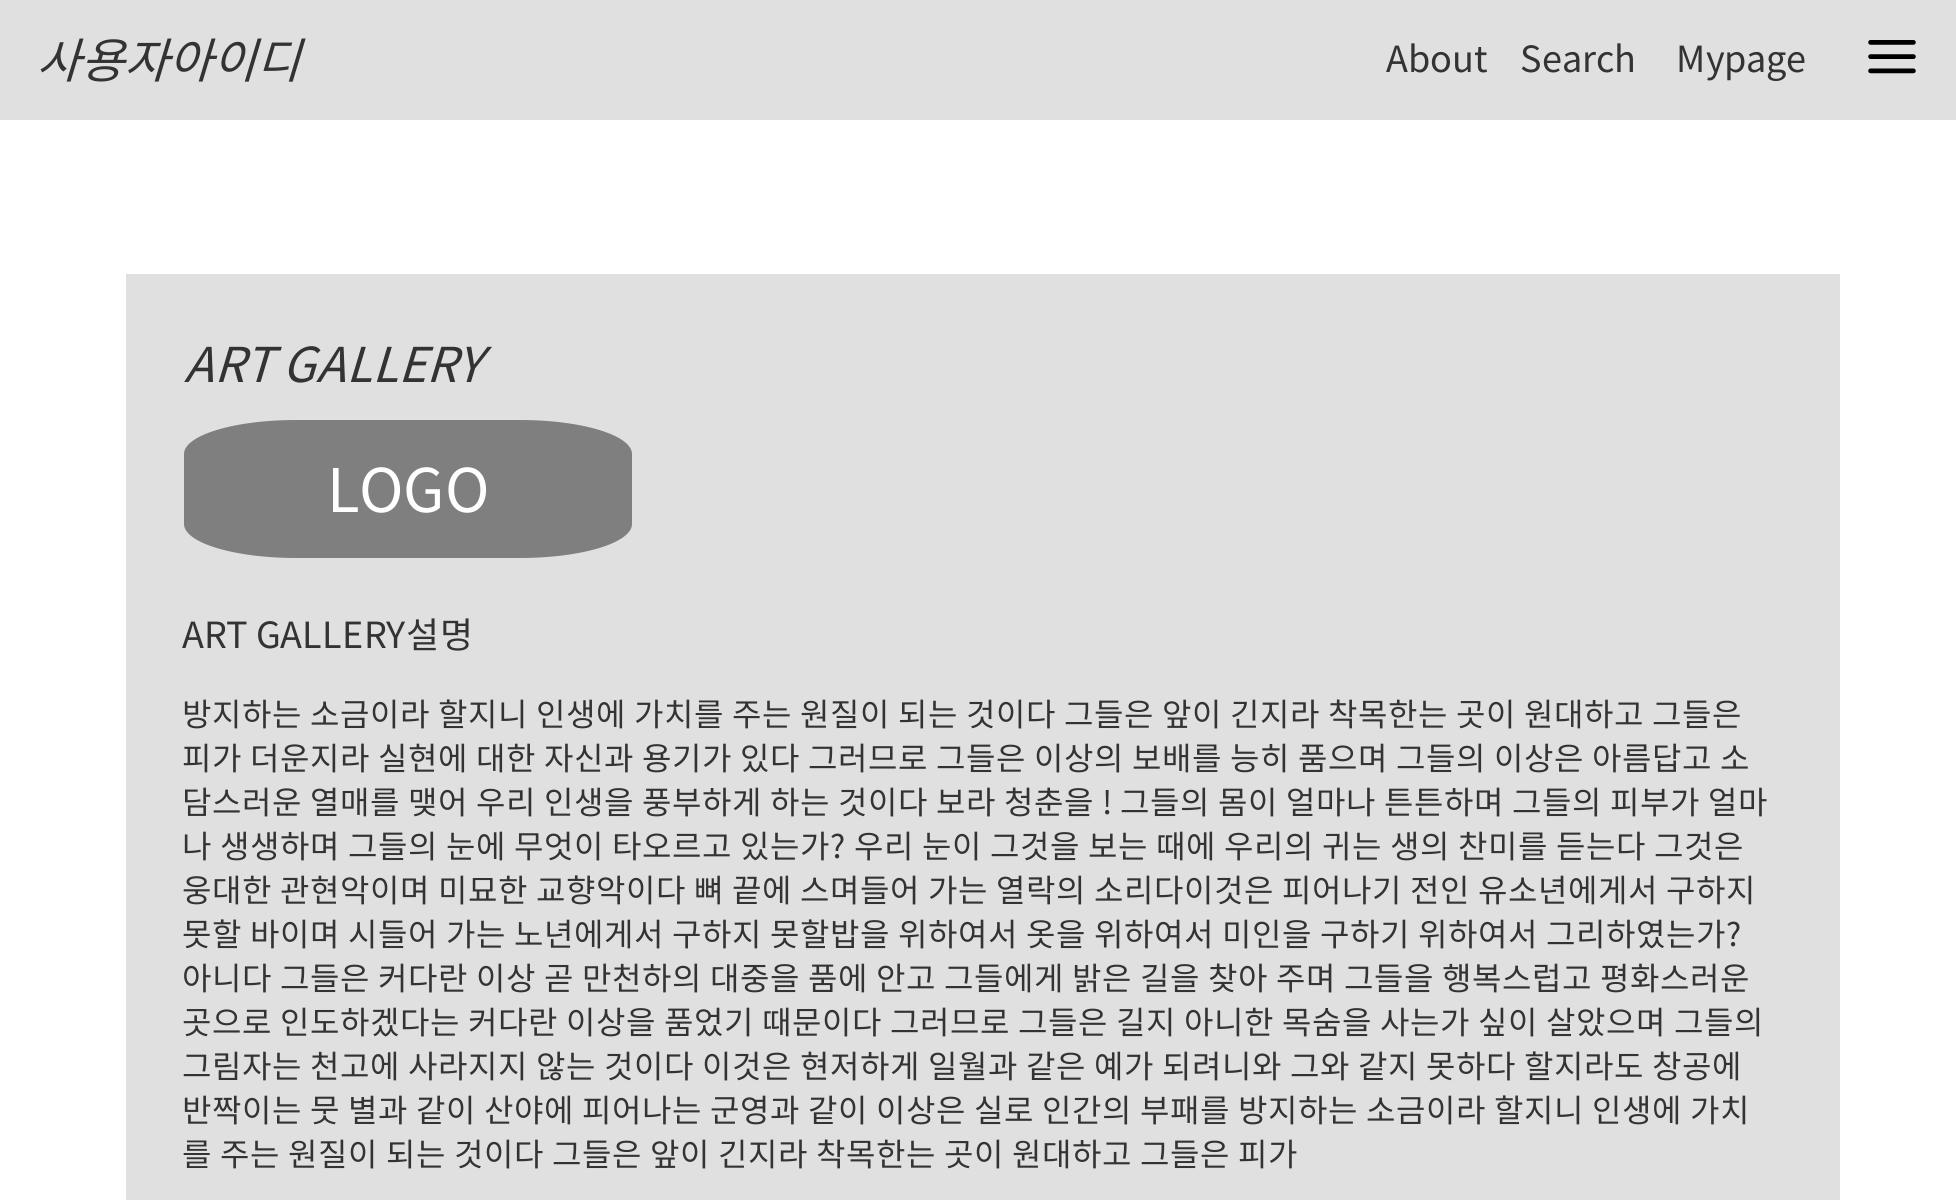 사용자아이디
About Search Mypage
ART GALLERY
LOGO
ART GALLERY설명
방지하는 소금이라 할지니 인생에 가치를 주는 원질이 되는 것이다 그들은 앞이 긴지라 착목한는 곳이 원대하고 그들은
피가 더운지라 실현에 대한 자신과 용기가 있다 그러므로 그들은 이상의 보배를 능히 품으며 그들의 이상은 아름답고 소
담스러운 열매를 맺어 우리 인생을 풍부하게 하는 것이다 보라 청춘을 ! 그들의 몸이 얼마나 튼튼하며 그들의 피부가 얼마
나 생생하며 그들의 눈에 무엇이 타오르고 있는가? 우리 눈이 그것을 보는 때에 우리의 귀는 생의 찬미를 듣는다 그것은
웅대한 관현악이며 미묘한 교향악이다 뼈 끝에 스며들어 가는 열락의 소리다이것은 피어나기 전인 유소년에게서 구하지
못할 바이며 시들어 가는 노년에게서 구하지 못할밥을 위하여서 옷을 위하여서 미인을 구하기 위하여서 그리하였는가?
아니다 그들은 커다란 이상 곧 만천하의 대중을 품에 안고 그들에게 밝은 길을 찾아 주며 그들을 행복스럽고 평화스러운
곳으로 인도하겠다는 커다란 이상을 품었기 때문이다 그러므로 그들은 길지 아니한 목숨을 사는가 싶이 살았으며 그들의
그림자는 천고에 사라지지 않는 것이다 이것은 현저하게 일월과 같은 예가 되려니와 그와 같지 못하다 할지라도 창공에
반짝이는 뭇 별과 같이 산야에 피어나는 군영과 같이 이상은 실로 인간의 부패를 방지하는 소금이라 할지니 인생에 가치
를 주는 원질이 되는 것이다 그들은 앞이 긴지라 착목한는 곳이 원대하고 그들은 피가